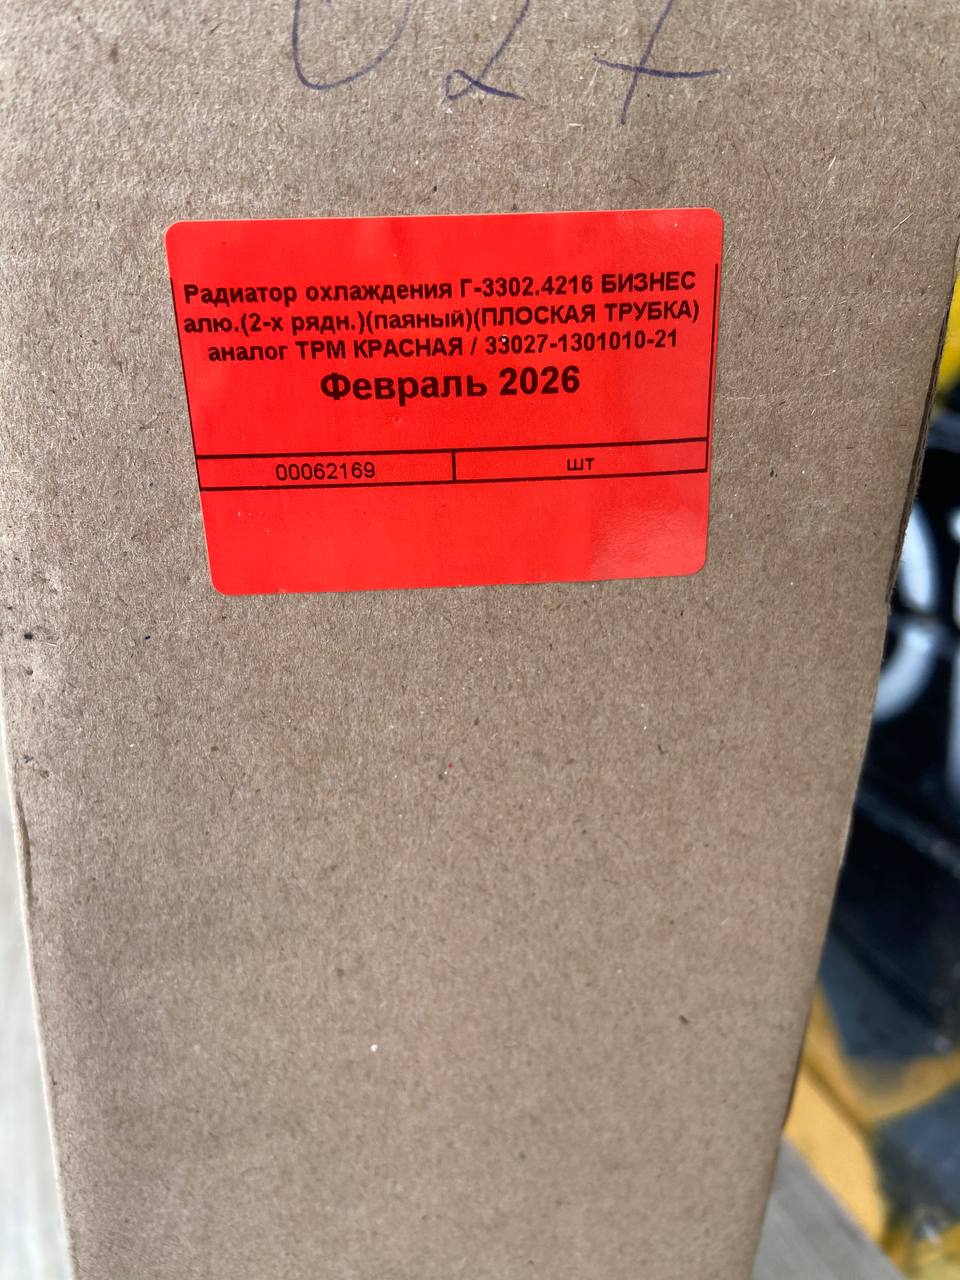 027
Радиатор охлаждения Г-3302.4216 БИЗНЕС
алю.(2-х рядн.)(паяный)(ПЛОСКАЯ ТРУБКА)
аналог ТРМ КРАСНАЯ / 33027-1301010-21
Февраль 2026
00062169 шт